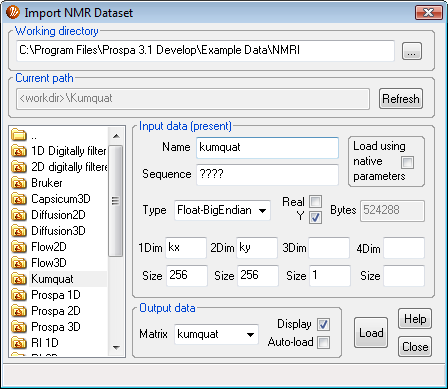 Import NMR Dataset
Working directory
C:\Program Files\Prospa 3.1 Develop\Example Data\NMRI
...
Current path
<workdir>\Kumquat
Refresh
..
1D Digitally filtere
2D digitally filtere
Bruker
Capsicum3D
Diffusion2D
Diffusion3D
Flow2D
Flow3D
Kumquat
Prospa 1D
Prospa 2D
Prospa 3D
RI 1D
Input data (present)
Name kumquat
Sequence ????
Load using native parameters
Type Float-BigEndian Real Y Bytes 524288
1Dim kx 2Dim ky 3Dim 4Dim
Size 256 Size 256 Size 1 Size
Output data
Matrix kumquat Display
Auto-load
Load
Help
Close